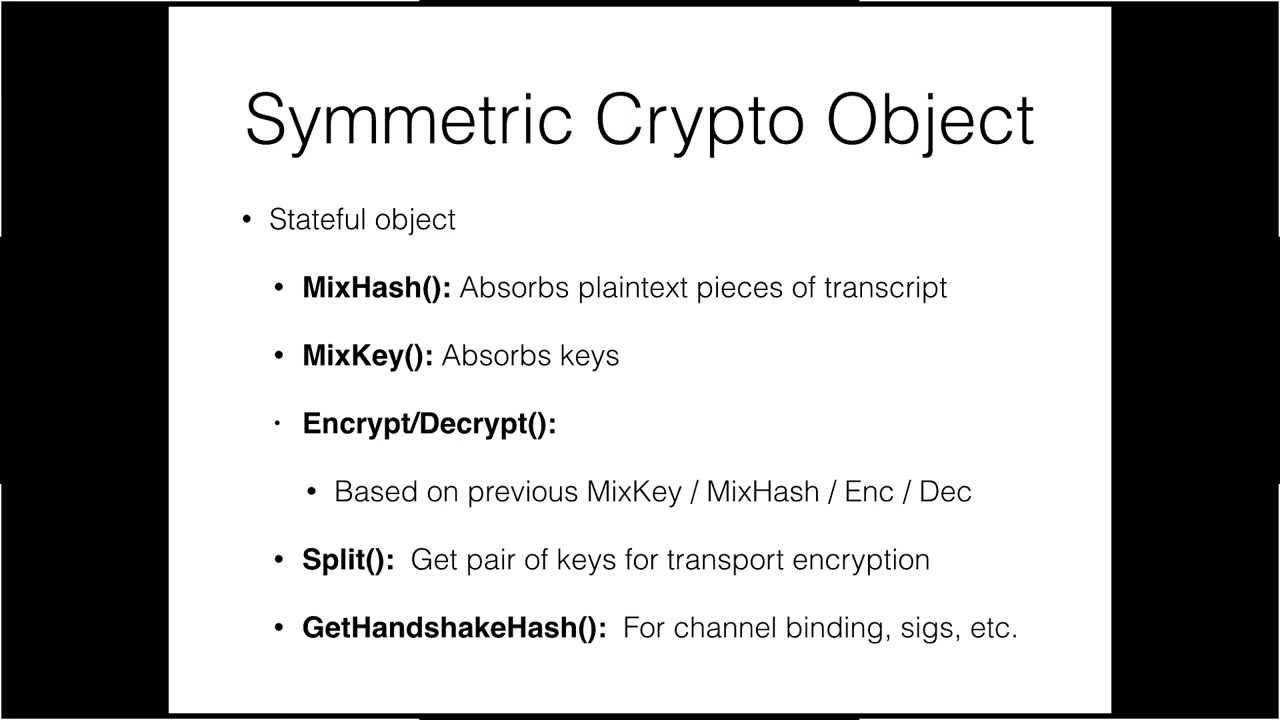 Symmetric Crypto Object
• Stateful object
• MixHash(): Absorbs plaintext pieces of transcript
• MixKey(): Absorbs keys
• Encrypt/Decrypt():
• Based on previous MixKey / MixHash / Enc / Dec
• Split(): Get pair of keys for transport encryption
• GetHandshakeHash(): For channel binding, sigs, etc.